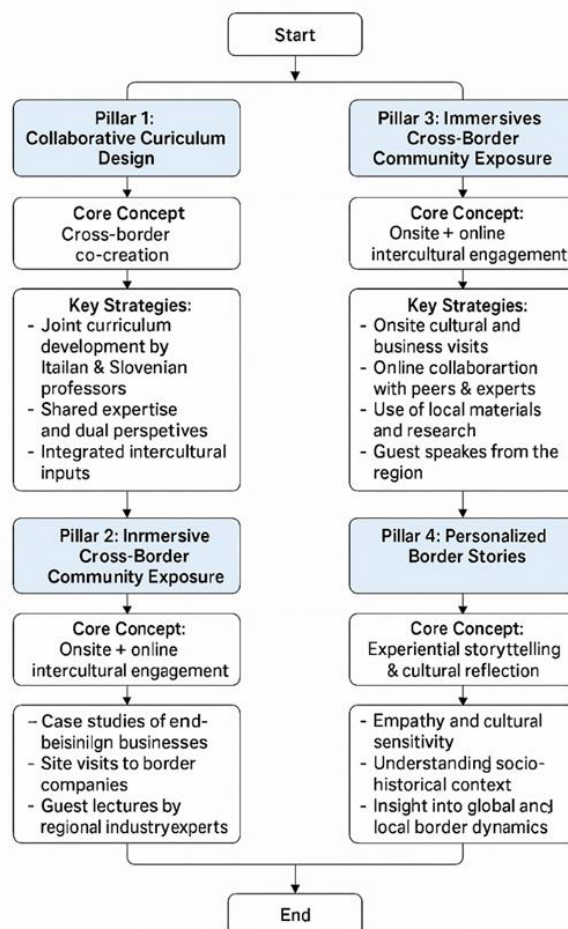 Start
Pillar 1:
Collaborative Curiculum
Design
Core Concept
Cross-border
co-creation
Key Strategies:
- Joint curriculum
development by
Itailan & Slovenian
professors
- Shared expertise
and dual perspetives
- Integrated intercultural
inputs
Pillar 2: Inrmersive
Cross-Border
Community Exposure
Core Concept:
Onsite + online
intercultural engagement
– Case studies of end-
beisinilgn businesses
- Site visits to border
companies
- Guest lectures by
regional industryexperts
Pillar 3: Immersives
Cross-Border
Community Exposure
Core Concept:
Onsite + online
intercultural engagement
Key Strategies:
- Onsite cultural and
business visits
- Online collaborartion
with peers & experts
- Use of local materials
and research
- Guest speakes from the
region
Pillar 4: Personalized
Border Stories
Core Concept:
Experiential storyttelling
& cultural reflection
- Empathy and cultural
sensitivity
- Understanding socio-
historical context
- Insight into global and
local border dynamics
End